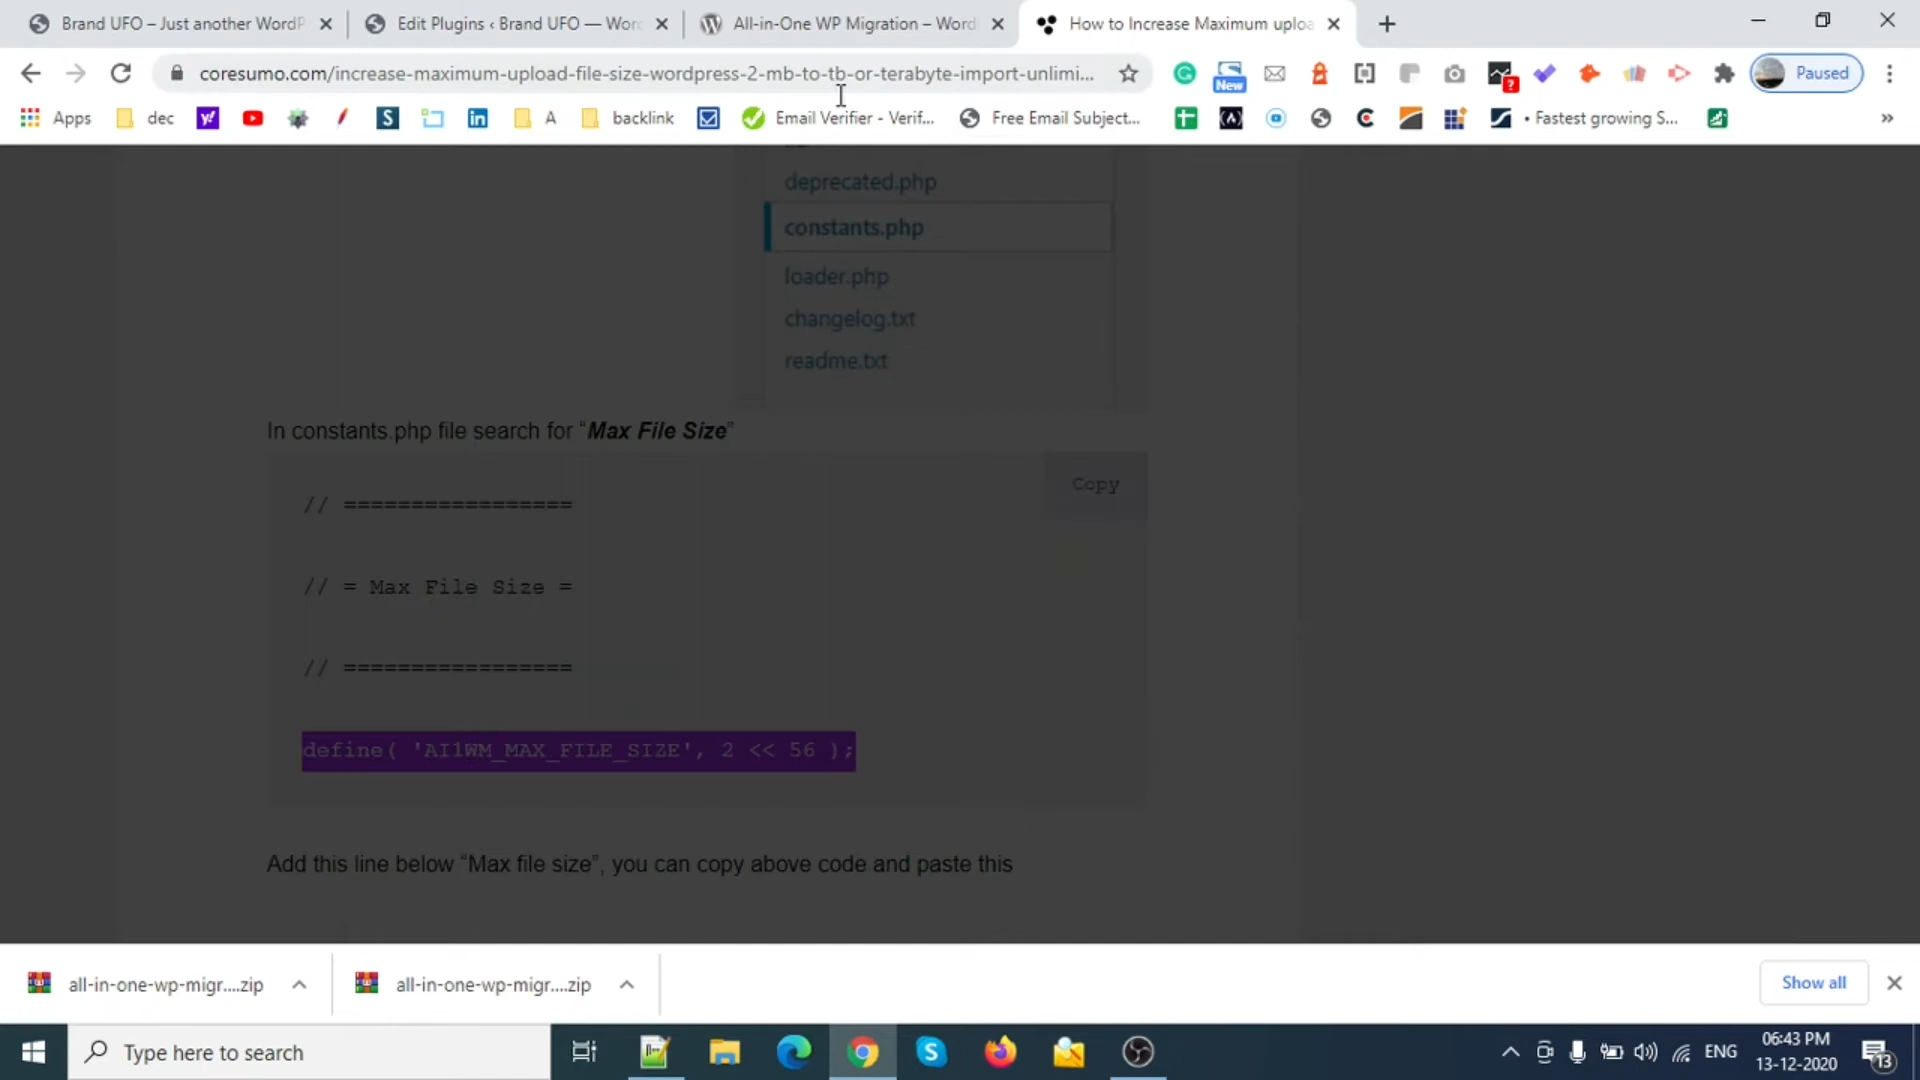 Brand UFO – Just another WordP
Edit Plugins ‹ Brand UFO — Worc
All-in-One WP Migration – Word
How to Increase Maximum uploa
coresumo.com/increase-maximum-upload-file-size-wordpress-2-mb-to-tb-or-terabyte-import-unlimi...
New
Paused
Apps
dec
A
backlink
Email Verifier - Verif...
Free Email Subject...
• Fastest growing S...
»
deprecated.php
constants.php
loader.php
changelog.txt
readme.txt
In constants.php file search for “Max File Size”
Copy
// =================
// = Max File Size =
// =================
define( 'AI1WM_MAX_FILE_SIZE', 2 << 56 );
Add this line below “Max file size”, you can copy above code and paste this
all-in-one-wp-migr....zip
all-in-one-wp-migr....zip
Show all
Type here to search
ENG
06:43 PM
13-12-2020
13